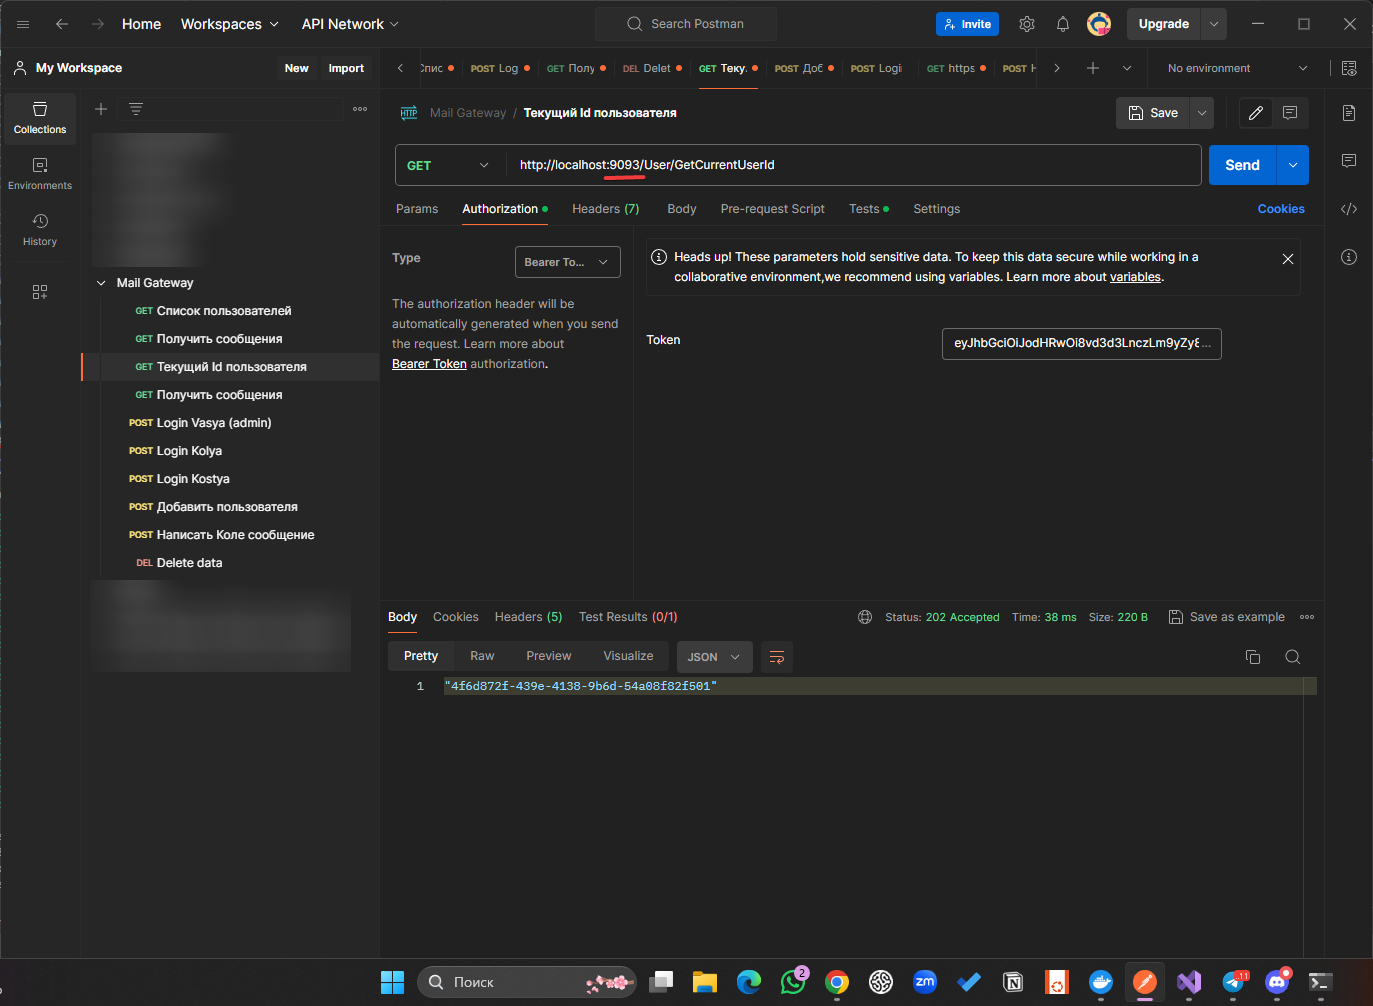 Home Workspaces API Network Search Postman Invite Upgrade
My Workspace New Import
Спис POST Log GET Полу DEL Delet GET Теку. POST Доб POST Logi GET https POST No environment
Collections
Environments
History
Mail Gateway
GET Список пользователей
GET Получить сообщения
GET Текущий Id пользователя
GET Получить сообщения
POST Login Vasya (admin)
POST Login Kolya
POST Login Kostya
POST Добавить пользователя
POST Написать Коле сообщение
DEL Delete data
HTTP Mail Gateway / Текущий Id пользователя Save
GET http://localhost:9093/User/GetCurrentUserId Send
Params Authorization Headers (7) Body Pre-request Script Tests Settings Cookies
Type Bearer To...
The authorization header will be
automatically generated when you send
the request. Learn more about
Bearer Token authorization.
Heads up! These parameters hold sensitive data. To keep this data secure while working in a
collaborative environment,we recommend using variables. Learn more about variables.
Token eyJhbGciOiJodHRwOi8vd3d3LnczLm9yZy8...
Body Cookies Headers (5) Test Results (0/1) Status: 202 Accepted Time: 38 ms Size: 220 B Save as example
Pretty Raw Preview Visualize JSON
1 "4f6d872f-439e-4138-9b6d-54a08f82f501"
Поиск 2 zm 11